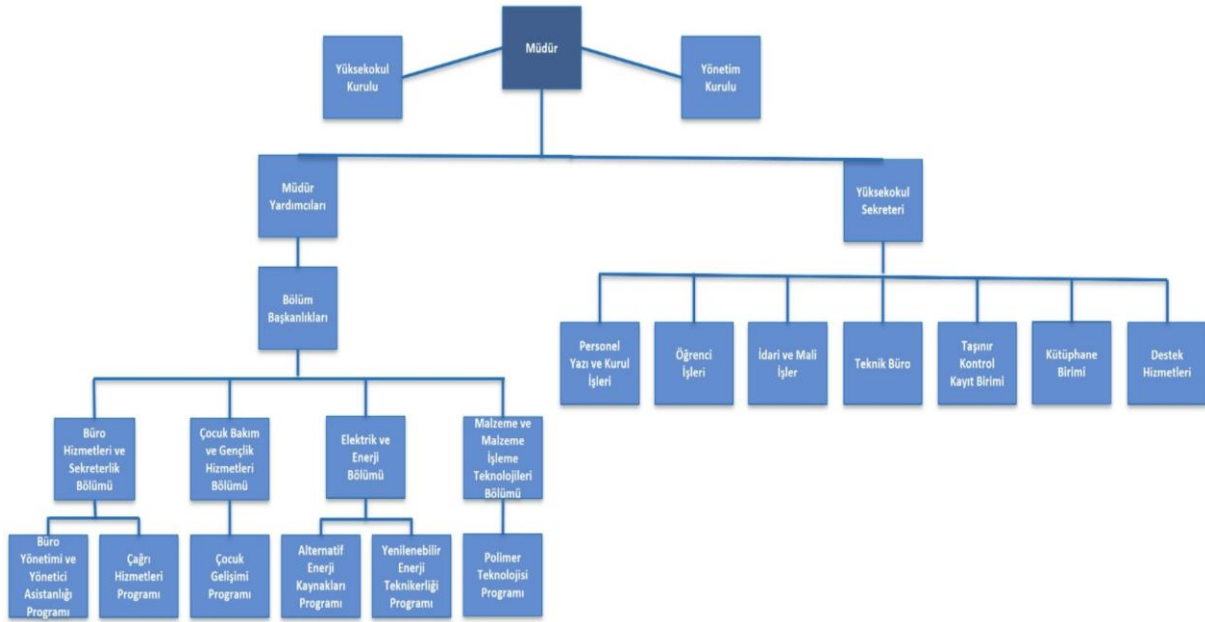 Müdür
Yüksekokul
Kurulu
Yönetim
Kurulu
Müdür
Yardımcıları
Yüksekokul
Sekreteri
Bölüm
Başkanlıkları
Personel
Yazı ve Kurul
İşleri
Öğrenci
İşleri
İdari ve Mali
İşler
Teknik Büro
Taşınır
Kontrol
Kayıt Birimi
Kütüphane
Birimi
Destek
Hizmetleri
Büro
Hizmetleri ve
Sekreterlik
Bölümü
Çocuk Bakım
ve Gençlik
Hizmetleri
Bölümü
Elektrik ve
Enerji
Bölümü
Malzeme ve
Malzeme
İşleme
Teknolojileri
Bölümü
Büro
Yönetimi ve
Yönetici
Asistanlığı
Programı
Çağrı
Hizmetleri
Programı
Çocuk
Gelişimi
Programı
Alternatif
Enerji
Kaynakları
Programı
Yenilenebilir
Enerji
Teknikerliği
Programı
Polimer
Teknolojisi
Programı